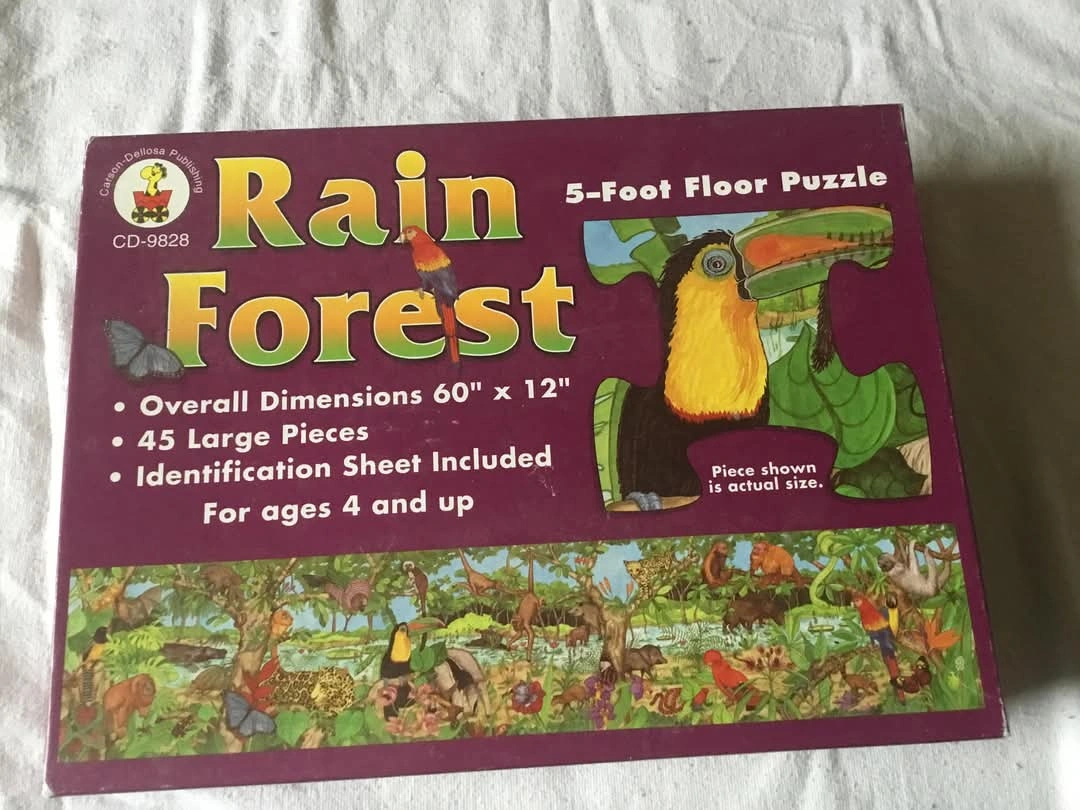 Carson-Dellosa Publishing
CD-9828
Rain
Forest
5-Foot Floor Puzzle
• Overall Dimensions 60" x 12"
• 45 Large Pieces
• Identification Sheet Included
For ages 4 and up
Piece shown
is actual size.